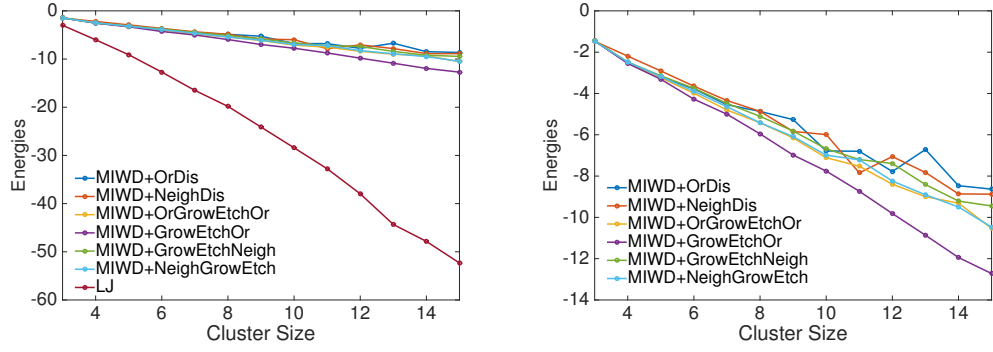 0
-10
-20
-30
-40
-50
-60
Energies
MIWD+OrDis
MIWD+NeighDis
MIWD+OrGrowEtchOr
MIWD+GrowEtchOr
MIWD+GrowEtchNeigh
MIWD+NeighGrowEtch
LJ
4 6 8 10 12 14
Cluster Size
0
-2
-4
-6
-8
-10
-12
-14
Energies
MIWD+OrDis
MIWD+NeighDis
MIWD+OrGrowEtchOr
MIWD+GrowEtchOr
MIWD+GrowEtchNeigh
MIWD+NeighGrowEtch
4 6 8 10 12 14
Cluster Size